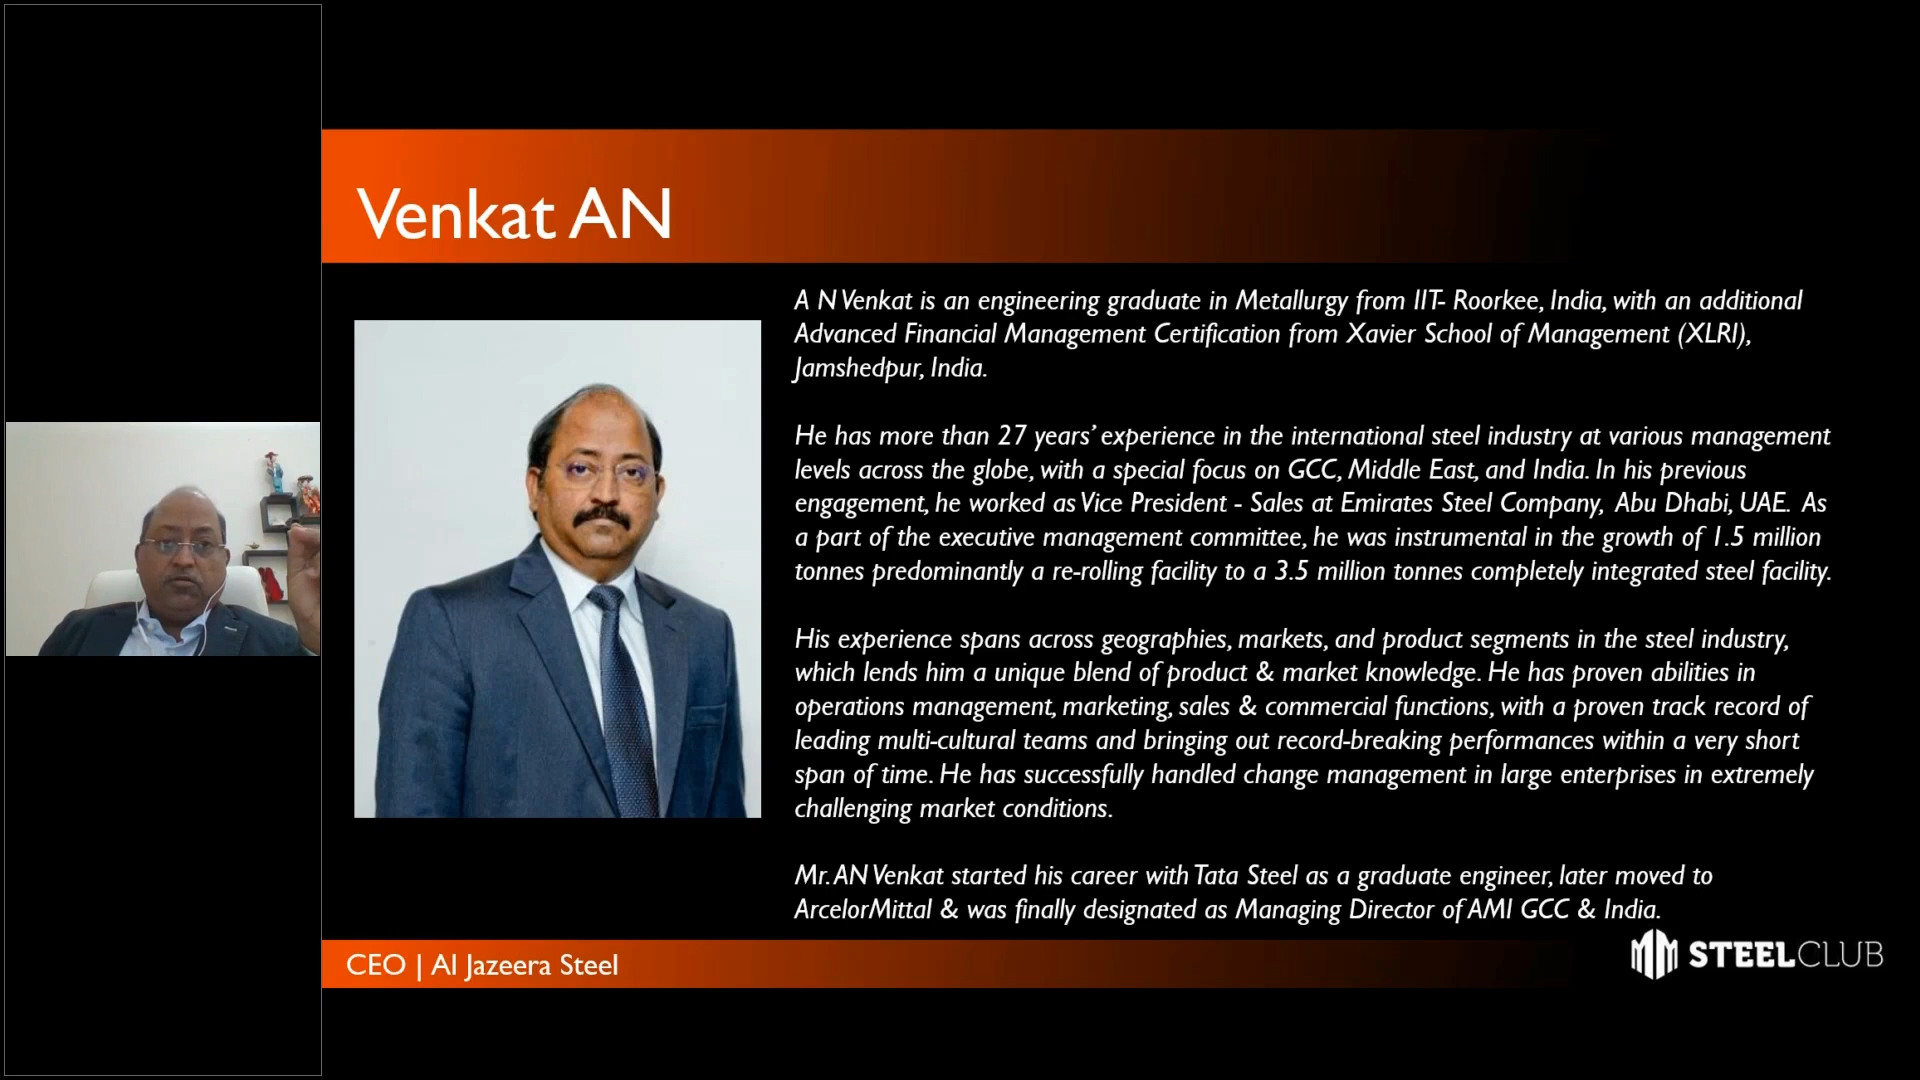 Venkat AN
A N Venkat is an engineering graduate in Metallurgy from IIT- Roorkee, India, with an additional
Advanced Financial Management Certification from Xavier School of Management (XLRI),
Jamshedpur, India.
He has more than 27 years' experience in the international steel industry at various management
levels across the globe, with a special focus on GCC, Middle East, and India. In his previous
engagement, he worked as Vice President - Sales at Emirates Steel Company, Abu Dhabi, UAE. As
a part of the executive management committee, he was instrumental in the growth of 1.5 million
tonnes predominantly a re-rolling facility to a 3.5 million tonnes completely integrated steel facility.
His experience spans across geographies, markets, and product segments in the steel industry,
which lends him a unique blend of product & market knowledge. He has proven abilities in
operations management, marketing, sales & commercial functions, with a proven track record of
leading multi-cultural teams and bringing out record-breaking performances within a very short
span of time. He has successfully handled change management in large enterprises in extremely
challenging market conditions.
Mr. AN Venkat started his career with Tata Steel as a graduate engineer, later moved to
ArcelorMittal & was finally designated as Managing Director of AMI GCC & India.
CEO | Al Jazeera Steel
STEELCLUB